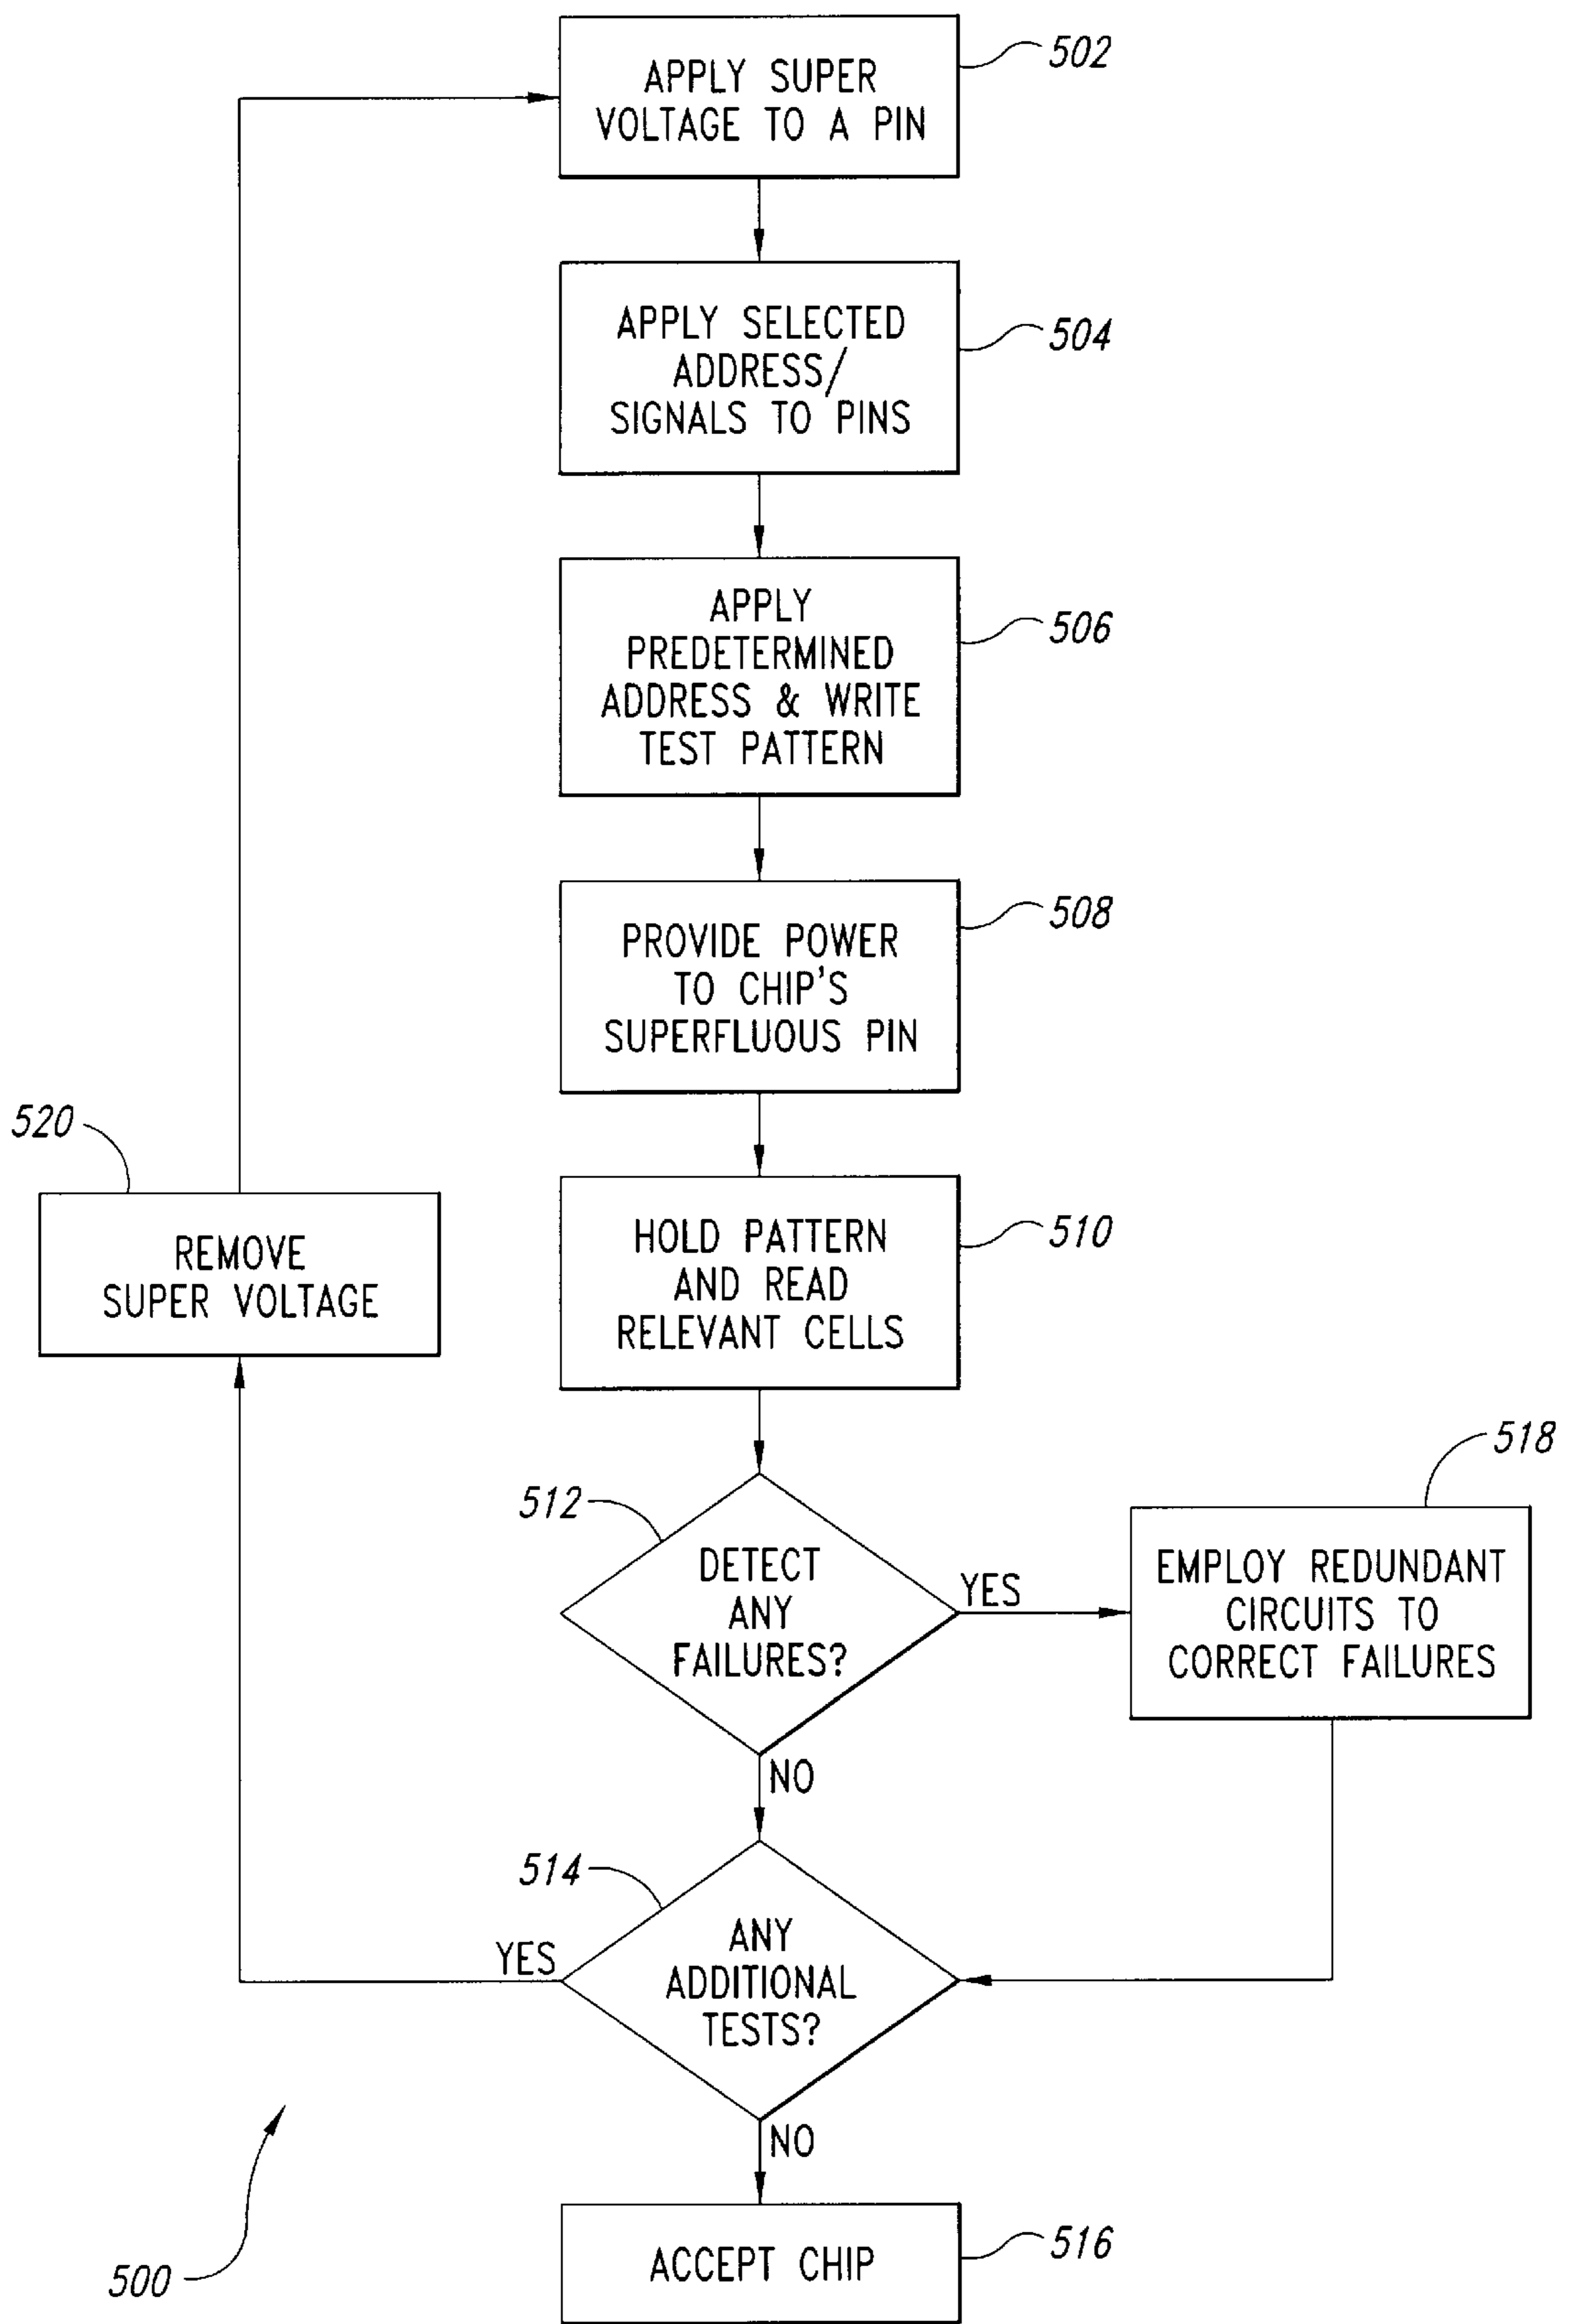 APPLY SUPER
VOLTAGE TO A PIN
502
APPLY SELECTED
ADDRESS/
SIGNALS TO PINS
504
APPLY
PREDETERMINED
ADDRESS & WRITE
TEST PATTERN
506
PROVIDE POWER
TO CHIP'S
SUPERFLUOUS PIN
508
520
REMOVE
SUPER VOLTAGE
HOLD PATTERN
AND READ
RELEVANT CELLS
510
512
DETECT
ANY
FAILURES?
YES
NO
518
EMPLOY REDUNDANT
CIRCUITS TO
CORRECT FAILURES
514
YES
ANY
ADDITIONAL
TESTS?
NO
500
ACCEPT CHIP
516